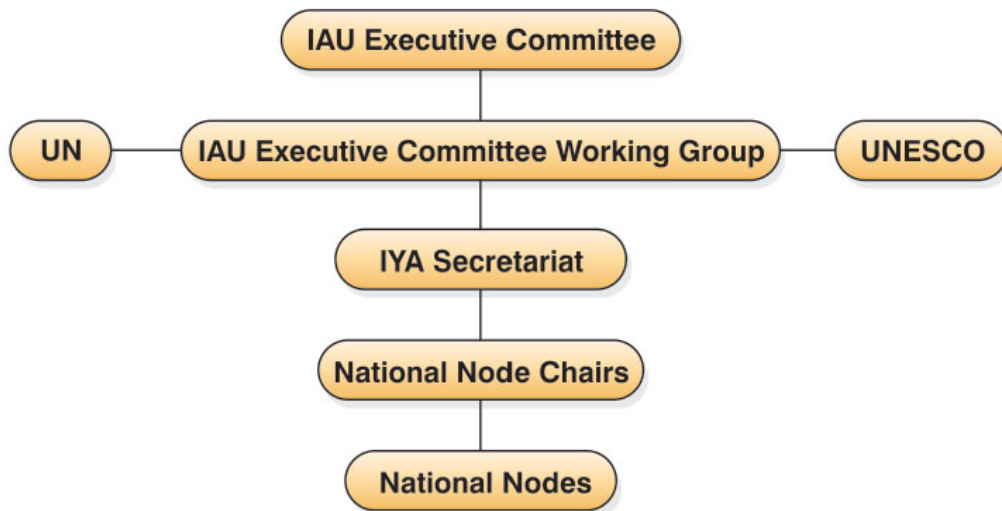 IAU Executive Committee
UN
IAU Executive Committee Working Group
UNESCO
IYA Secretariat
National Node Chairs
National Nodes